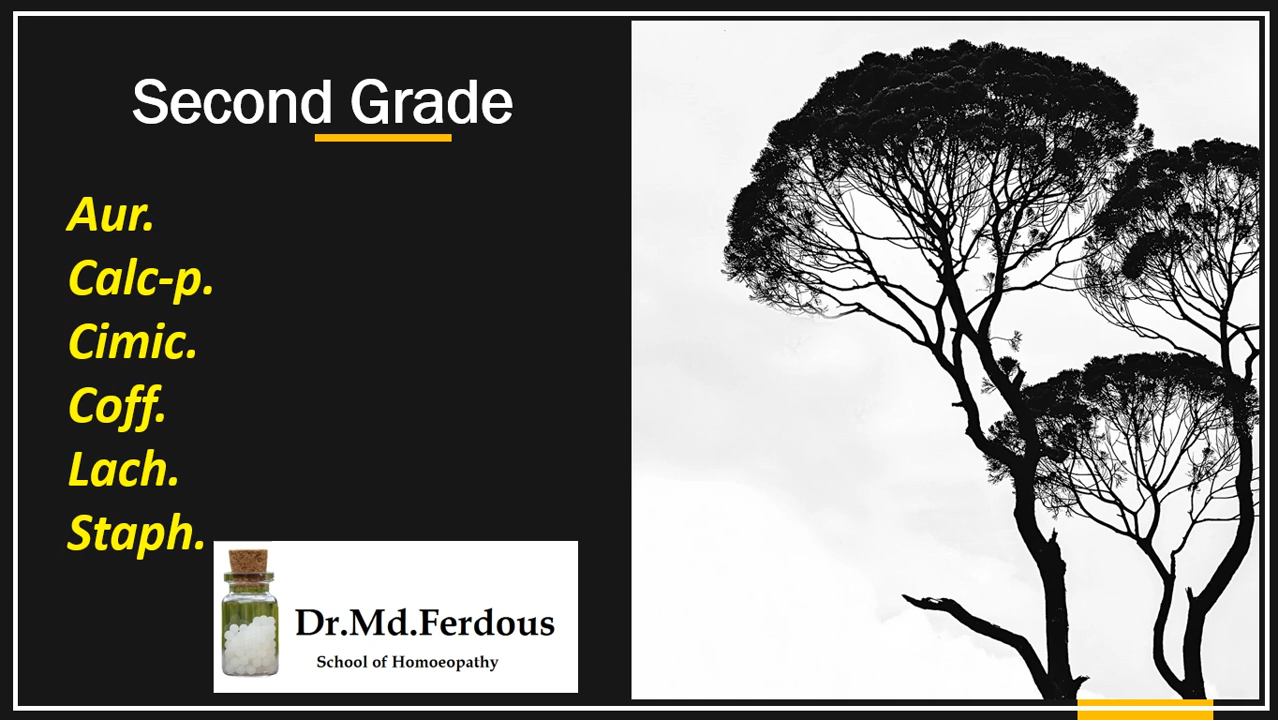 Second Grade
Aur.
Calc-p.
Cimic.
Coff.
Lach.
Staph.
Dr.Md.Ferdous
School of Homoeopathy